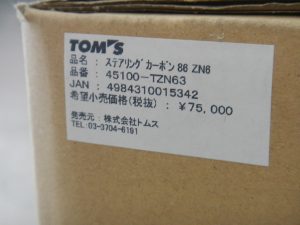 TOM'S
品名 : ステアリングカーボン 86 ZN6
品番 : 45100-TZN63
JAN : 4984310015342
希望小売価格(税抜) : ¥75,000
発売元 : 株式会社トムス
TEL 03-3704-6191